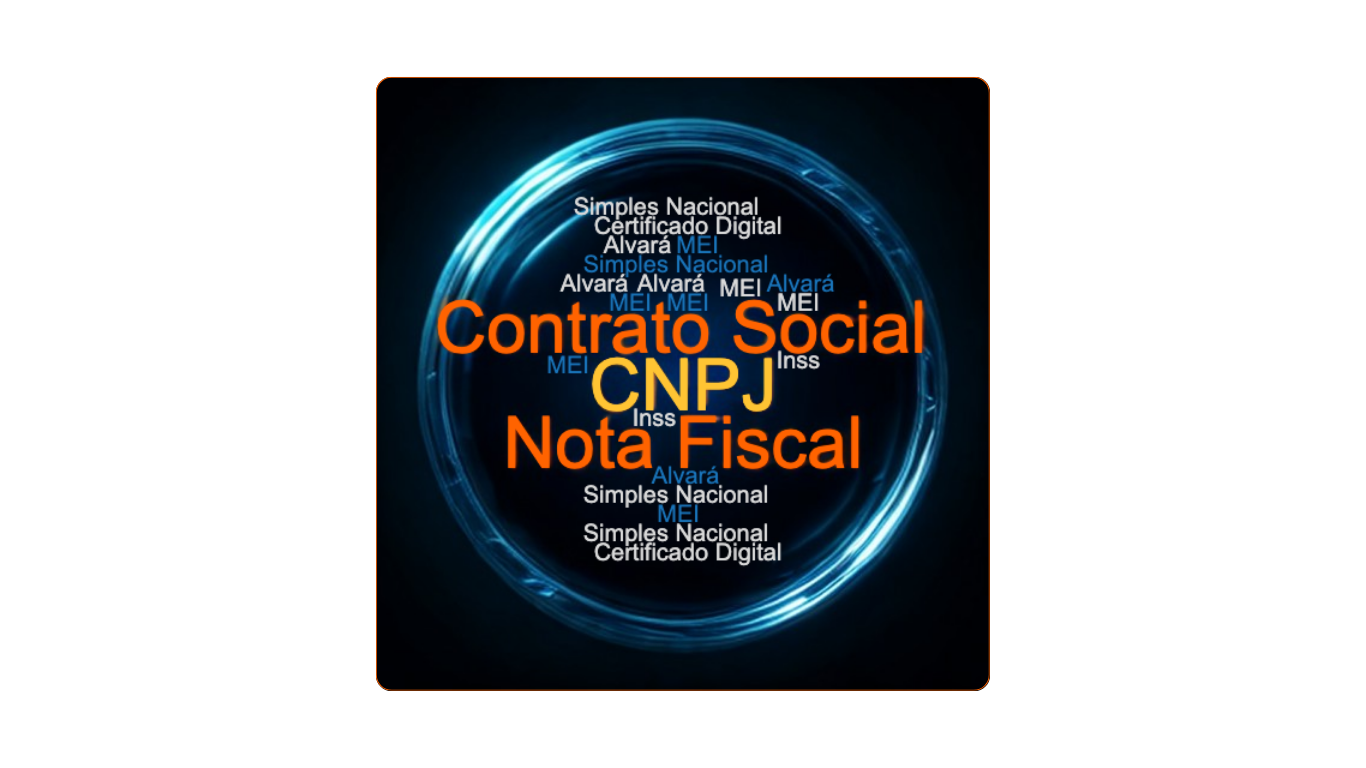 Simples Nacional
Certificado Digital
Alvará MEI
Simples Nacional
Alvará Alvará MEI Alvará
MEI MEI MEI
Contrato Social
MEI CNPJ Inss
Inss
Nota Fiscal
Alvará
Simples Nacional
MEI
Simples Nacional
Certificado Digital